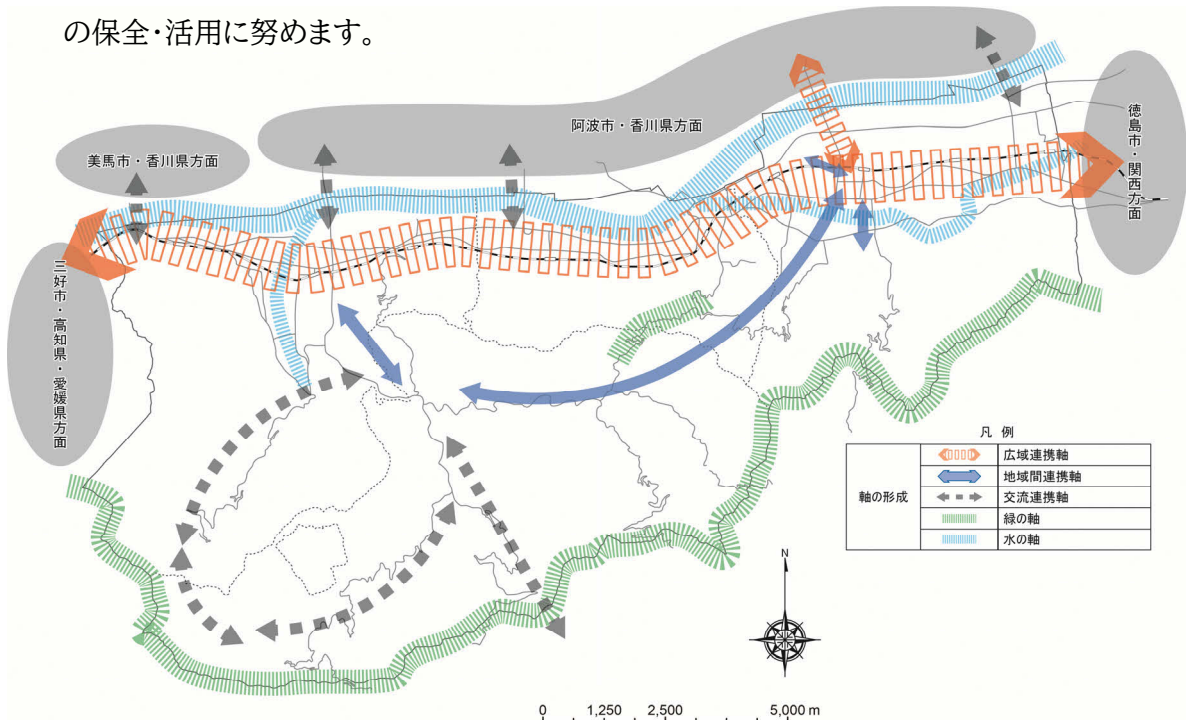 の保全・活用に努めます。
阿波市・香川県方面
美馬市・香川県方面
徳島市・関西方面
三好市・高知県・愛媛県方面
凡 例
軸の形成
広域連携軸
地域間連携軸
交流連携軸
緑の軸
水の軸
N
0 1,250 2,500 5,000 m